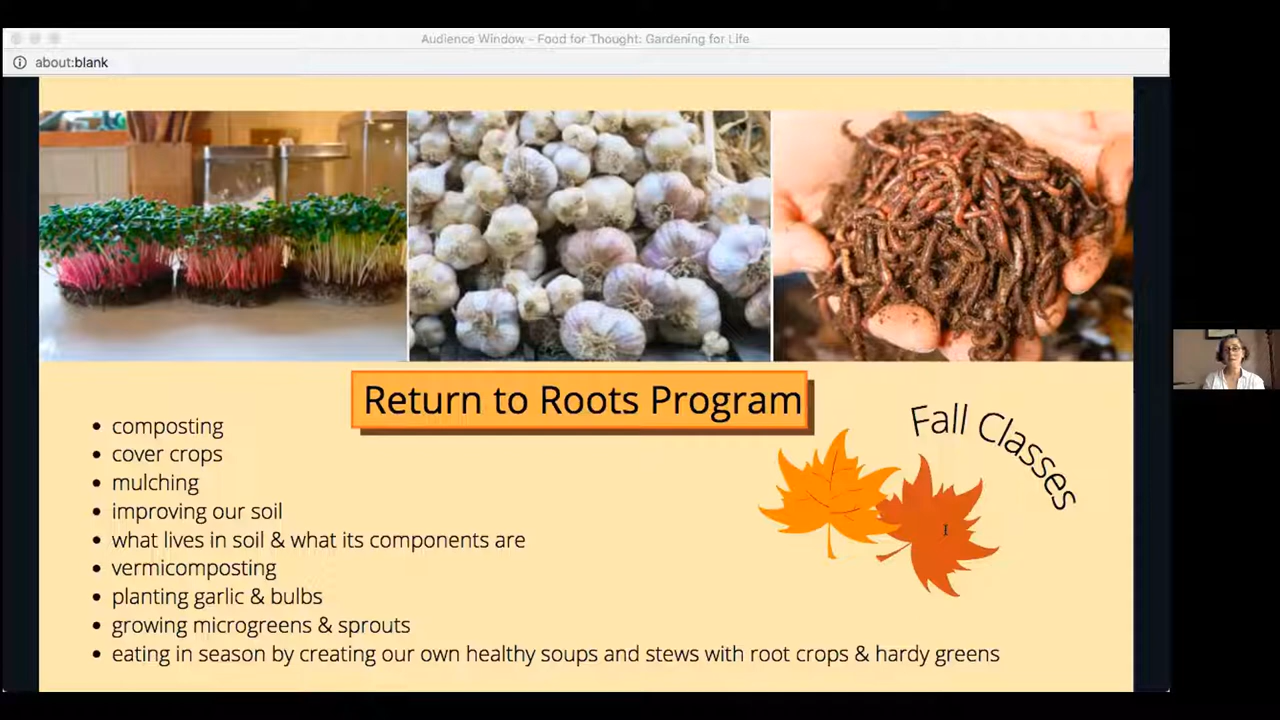 Audience Window - Food for Thought: Gardening for Life
about:blank
Return to Roots Program
Fall Classes
• composting
• cover crops
• mulching
• improving our soil
• what lives in soil & what its components are
• vermicomposting
• planting garlic & bulbs
• growing microgreens & sprouts
• eating in season by creating our own healthy soups and stews with root crops & hardy greens